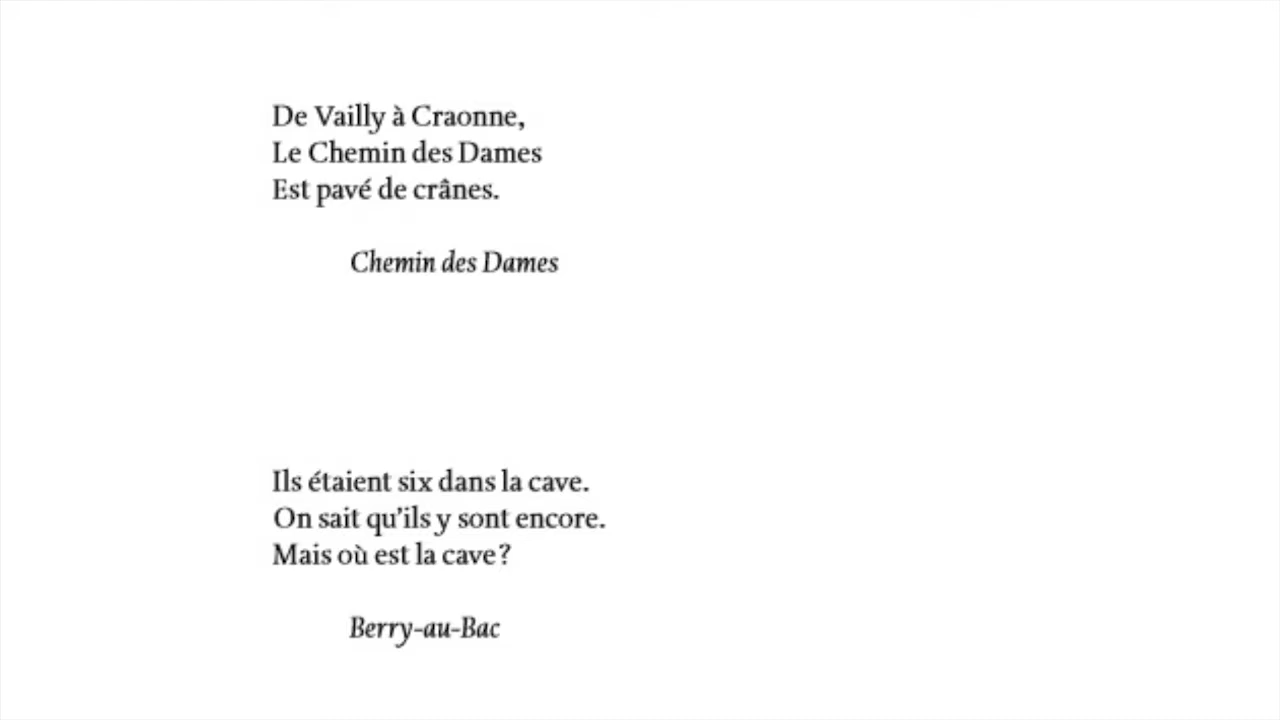 De Vailly à Craonne,
Le Chemin des Dames
Est pavé de crânes.
Chemin des Dames
Ils étaient six dans la cave.
On sait qu’ils y sont encore.
Mais où est la cave ?
Berry-au-Bac